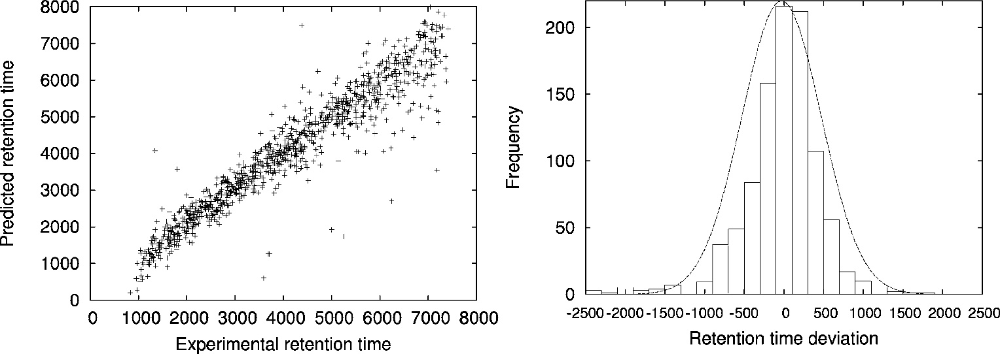 8000
7000
6000
5000
4000
3000
2000
1000
0
Predicted retention time
0 1000 2000 3000 4000 5000 6000 7000 8000
Experimental retention time
200
150
100
50
0
Frequency
-2500 -2000 -1500 -1000 -500 0 500 1000 1500 2000 2500
Retention time deviation